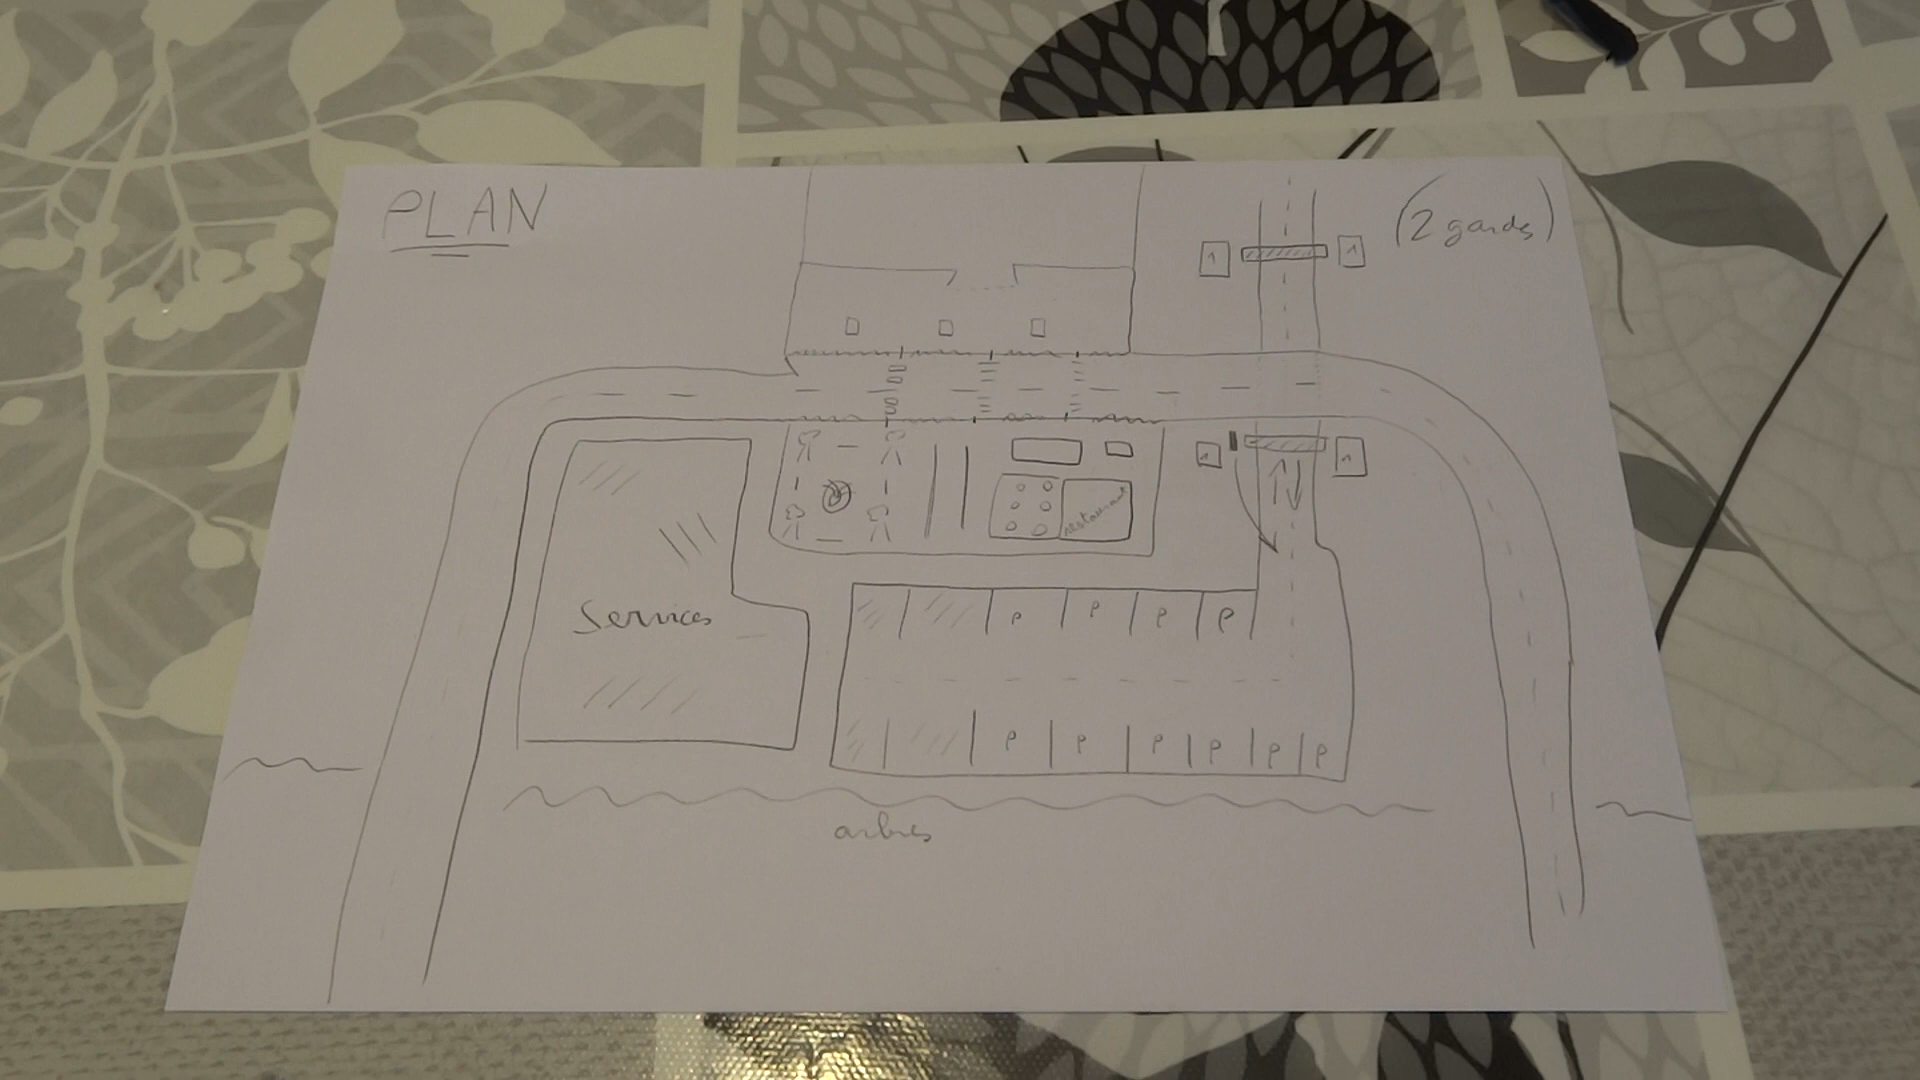 PLAN
(2 gardes)
1 1
1 1
restaurant
Services
P P P P
P P P P P P
arbres